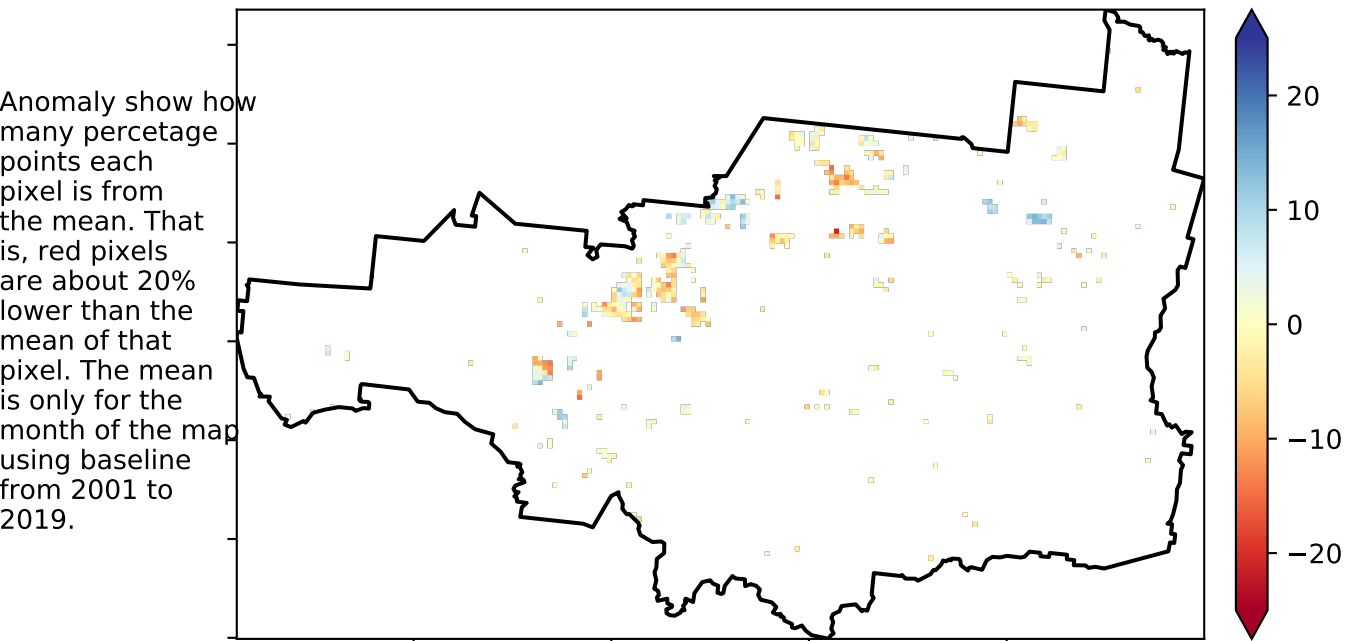 Anomaly show how
many percetage
points each
pixel is from
the mean. That
is, red pixels
are about 20%
lower than the
mean of that
pixel. The mean
is only for the
month of the map
using baseline
from 2001 to
2019.
20
10
0
−10
−20